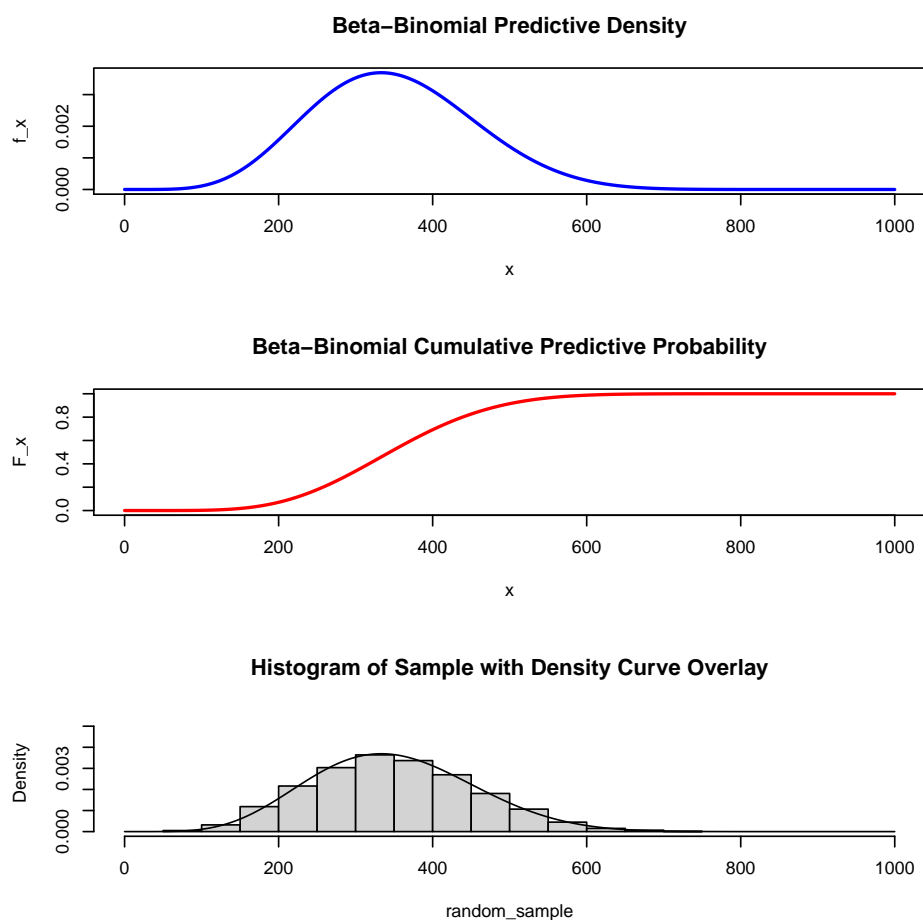 Beta−Binomial Predictive Density
f_x
0.002
0.000
0 200 400 600 800 1000
x
Beta−Binomial Cumulative Predictive Probability
F_x
0.8
0.4
0.0
0 200 400 600 800 1000
x
Histogram of Sample with Density Curve Overlay
Density
0.003
0.000
0 200 400 600 800 1000
random_sample